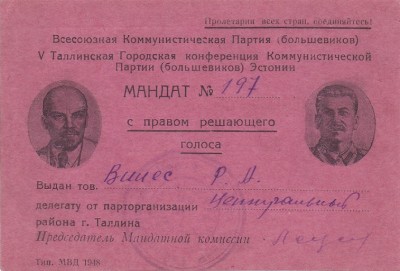 Пролетарии всех стран, соединяйтесь!
Всесоюзная Коммунистическая Партия (большевиков)
V Таллинская Городская конференция Коммунистической
Партии (большевиков) Эстонии
МАНДАТ № 197
с правом решающего
голоса
Выдан тов.
делегату от парторганизации Центральный
района г. Таллина
Председатель Мандатной комиссии
Тип. МВД 1948